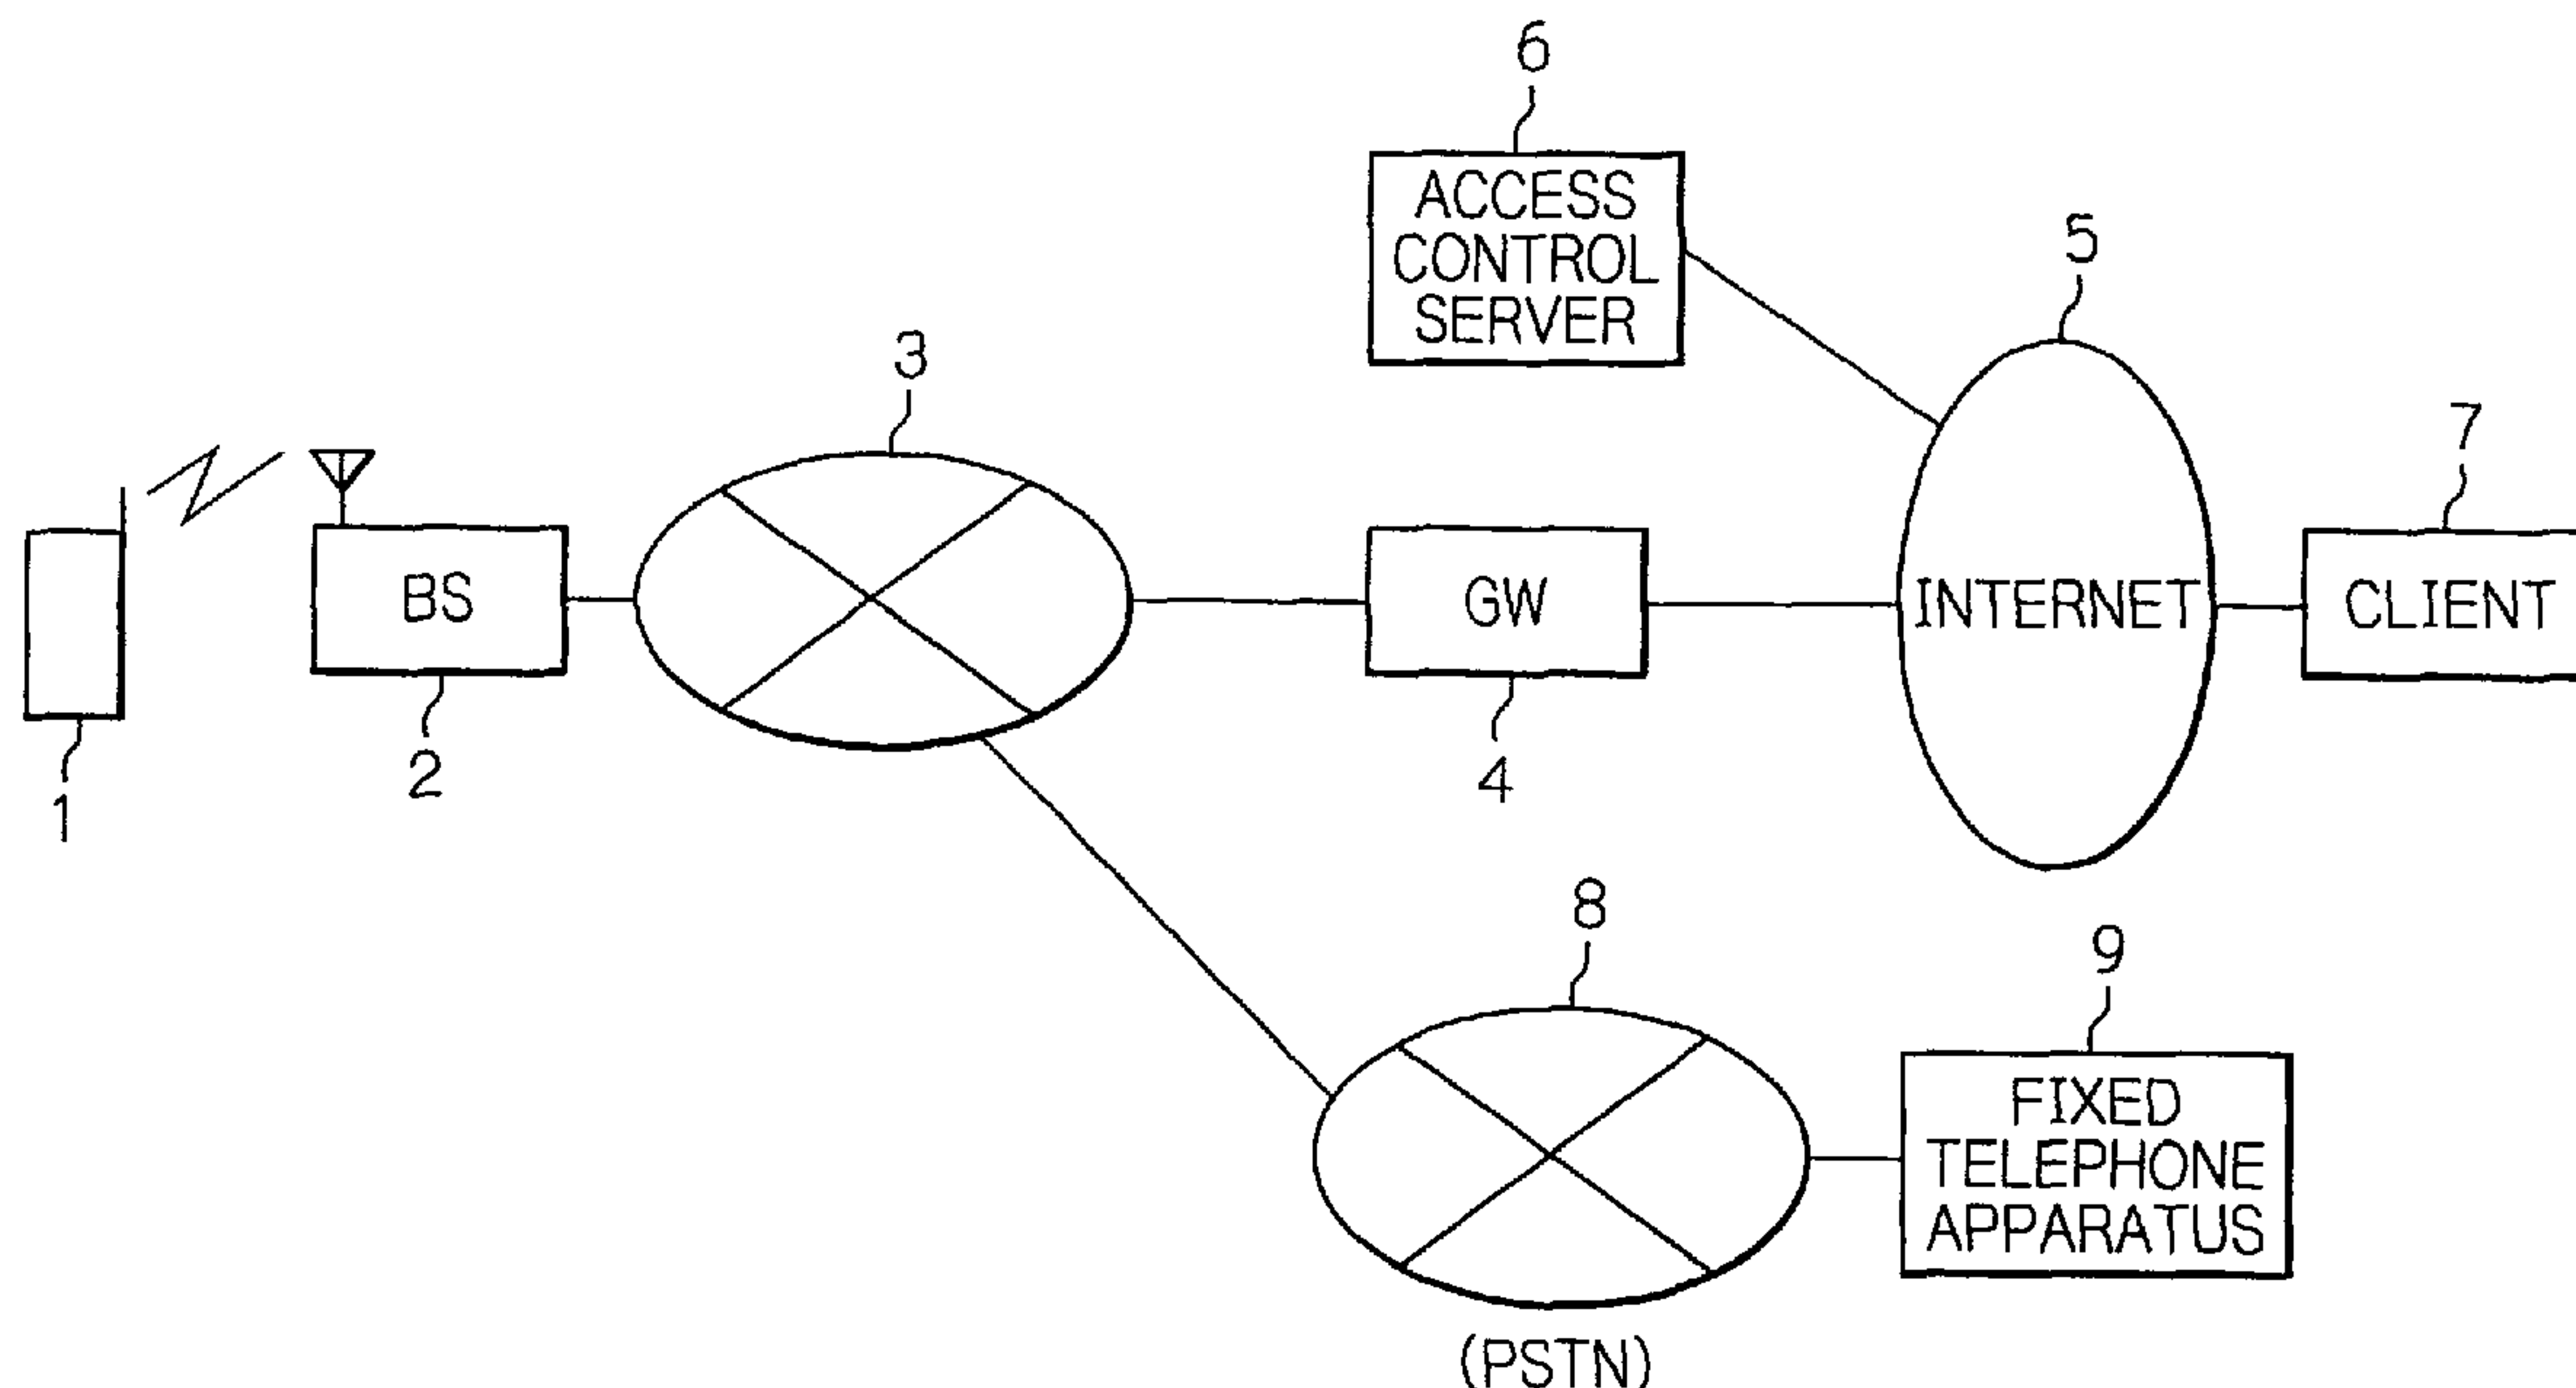 6
ACCESS
CONTROL
SERVER
5
3
7
BS
GW
INTERNET
CLIENT
2
4
1
8
9
FIXED
TELEPHONE
APPARATUS
(PSTN)